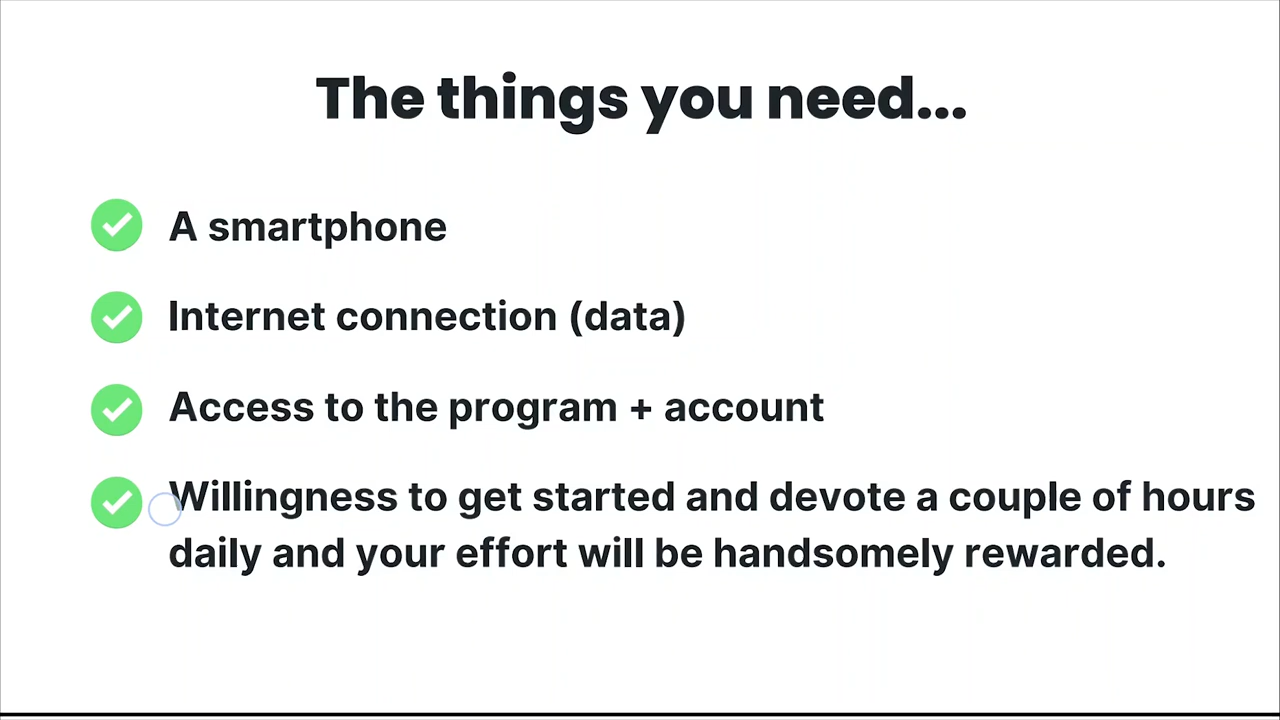 The things you need...
A smartphone
Internet connection (data)
Access to the program + account
Willingness to get started and devote a couple of hours
daily and your effort will be handsomely rewarded.